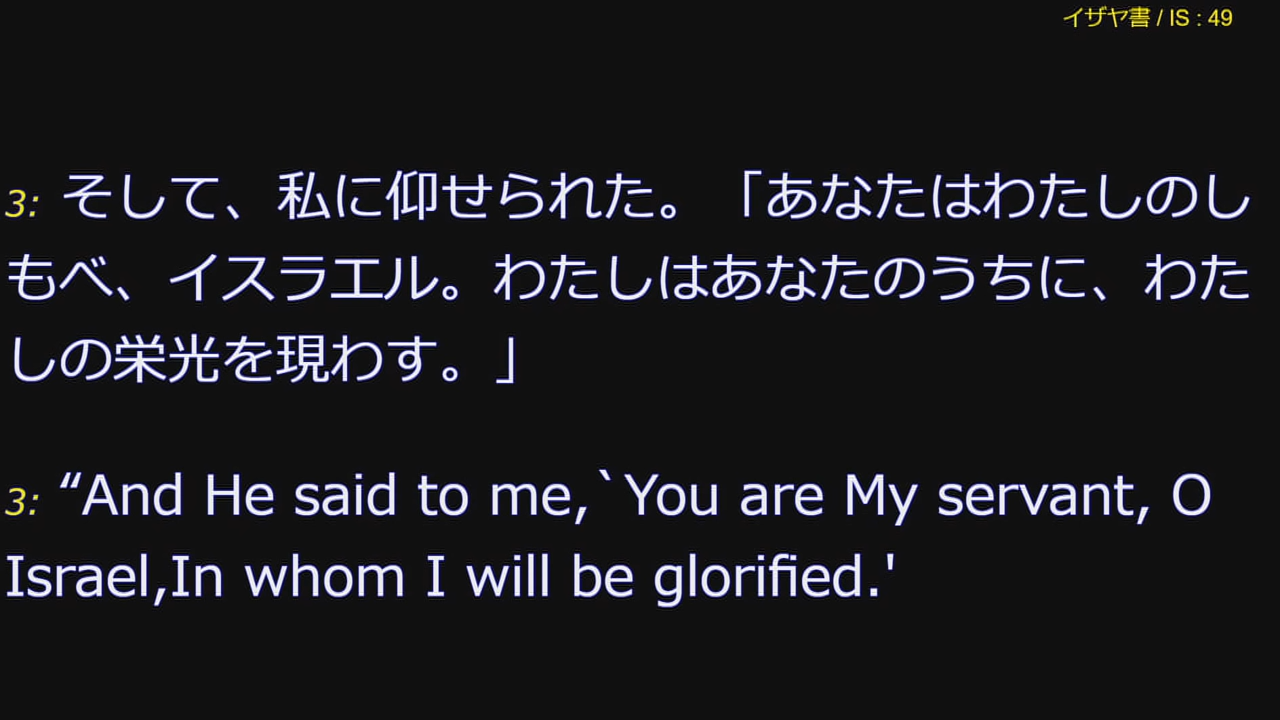 イザヤ書 / IS : 49
3: そして、私に仰せられた。「あなたはわたしのし
もべ、イスラエル。わたしはあなたのうちに、わた
しの栄光を現わす。」
3: “And He said to me,`You are My servant, O
Israel,In whom I will be glorified.'